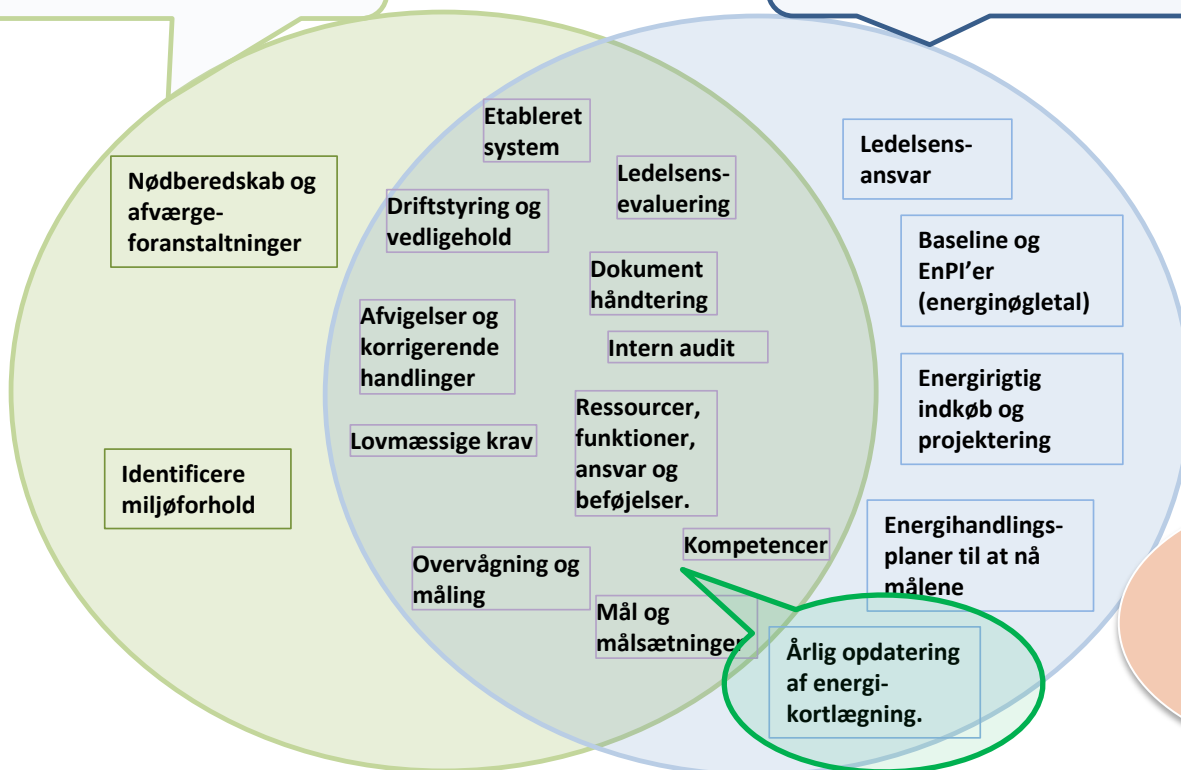 Nødberedskab og
afværge-
foranstaltninger
Identificere
miljøforhold
Etableret
system
Ledelsens-
evaluering
Driftstyring og
vedligehold
Dokument
håndtering
Afvigelser og
korrigerende
handlinger
Intern audit
Ressourcer,
funktioner,
ansvar og
beføjelser.
Lovmæssige krav
Kompetencer
Overvågning og
måling
Mål og
målsætninger
Ledelsens-
ansvar
Baseline og
EnPI’er
(energinøgletal)
Energirigtig
indkøb og
projektering
Energihandlings-
planer til at nå
målene
Årlig opdatering
af energi-
kortlægning.